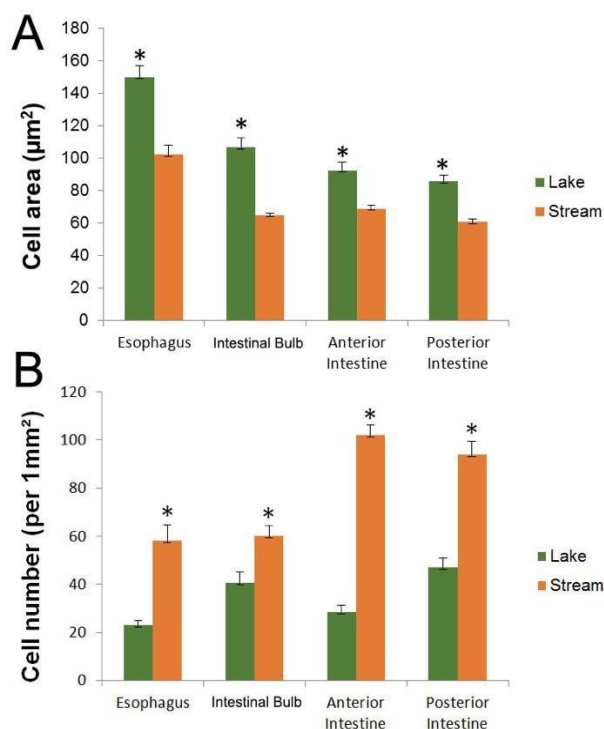 A
Cell area (µm²)
180
160
140
120
100
80
60
40
20
0
*
*
*
*
Lake
Stream
Esophagus
Intestinal Bulb
Anterior
Intestine
Posterior
Intestine
B
Cell number (per 1mm²)
120
100
80
60
40
20
0
*
*
*
*
Lake
Stream
Esophagus
Intestinal Bulb
Anterior
Intestine
Posterior
Intestine